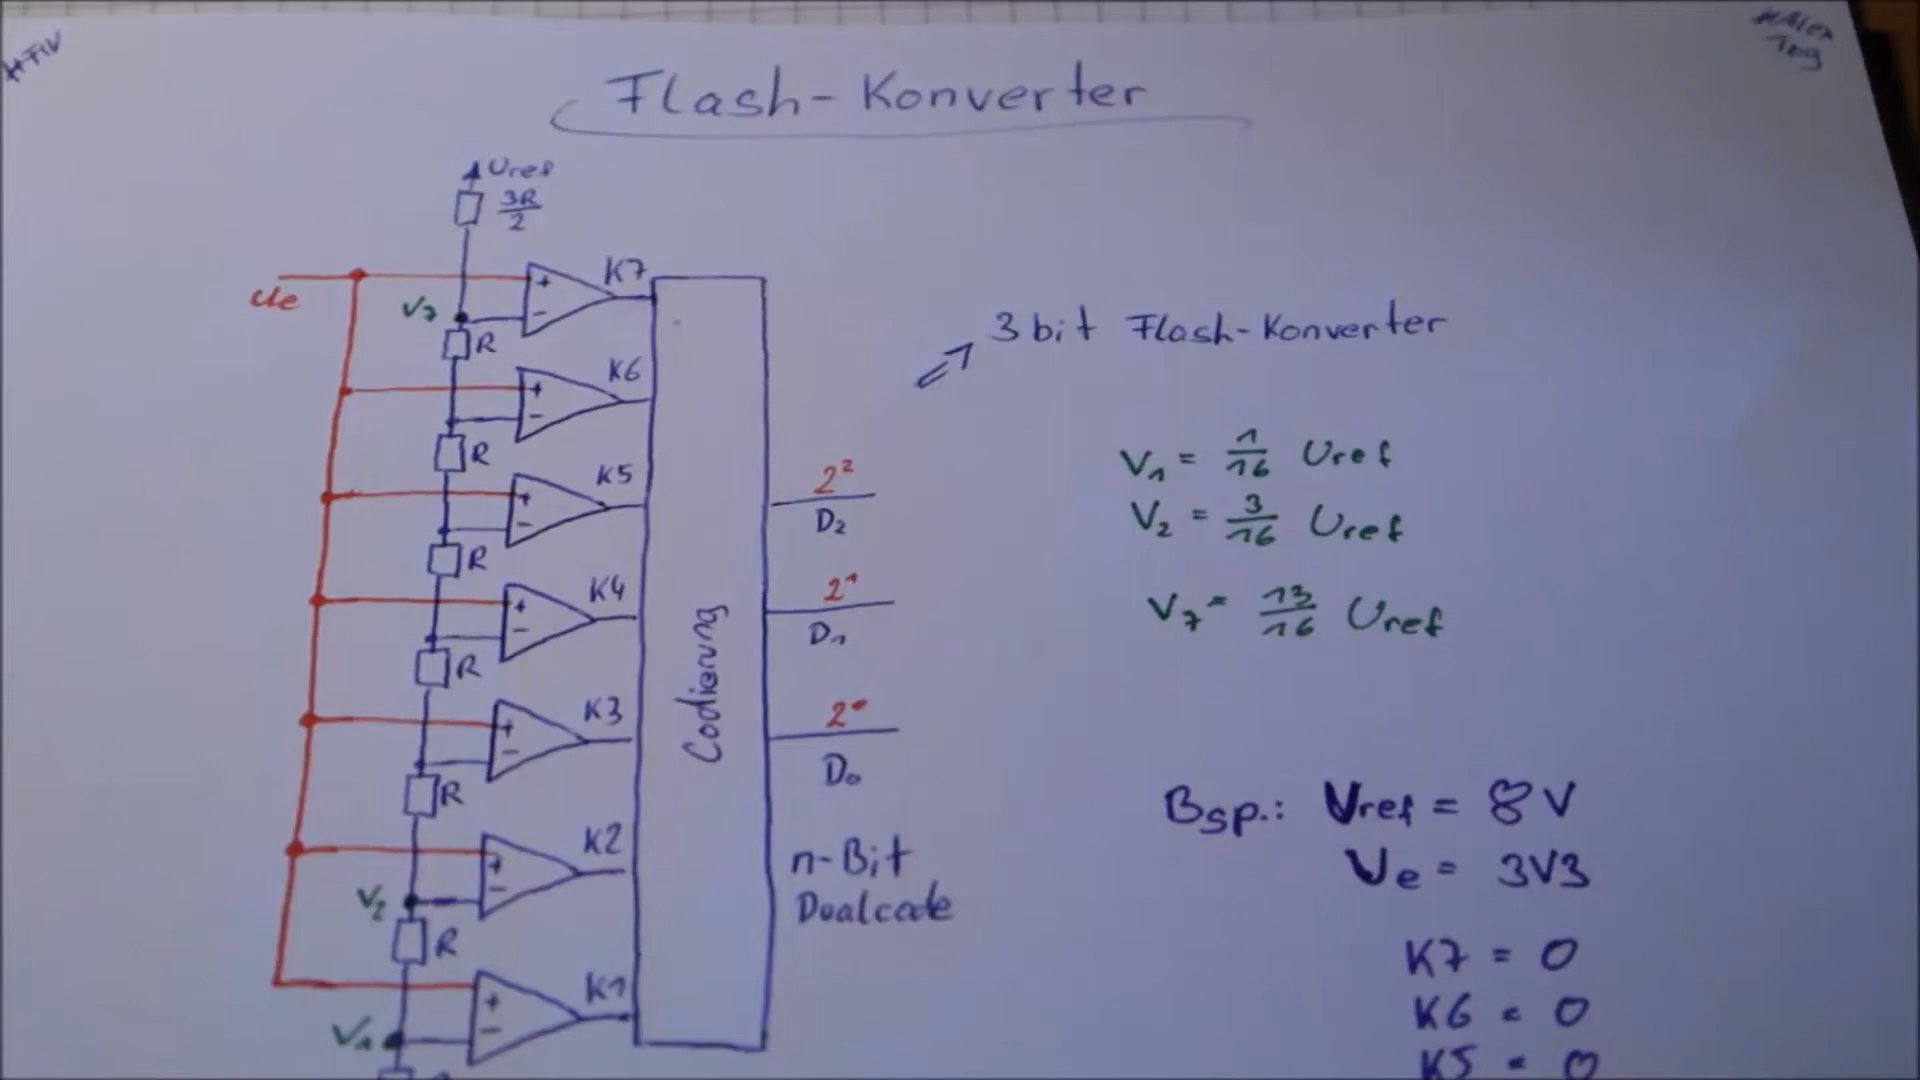 Flash-Konverter
Uref
3R
2
Ue
V7
R
K7
K6
R
K5
R
K4
R
K3
R
K2
V2
R
K1
V1
Codierung
2²
D2
2¹
D1
2⁰
D0
n-Bit
Dualcode
3 bit Flash-Konverter
V1 = 1/16 Uref
V2 = 3/16 Uref
V7 = 13/16 Uref
Bsp.: Uref = 8V
Ue = 3V3
K7 = 0
K6 = 0
K5 = 0